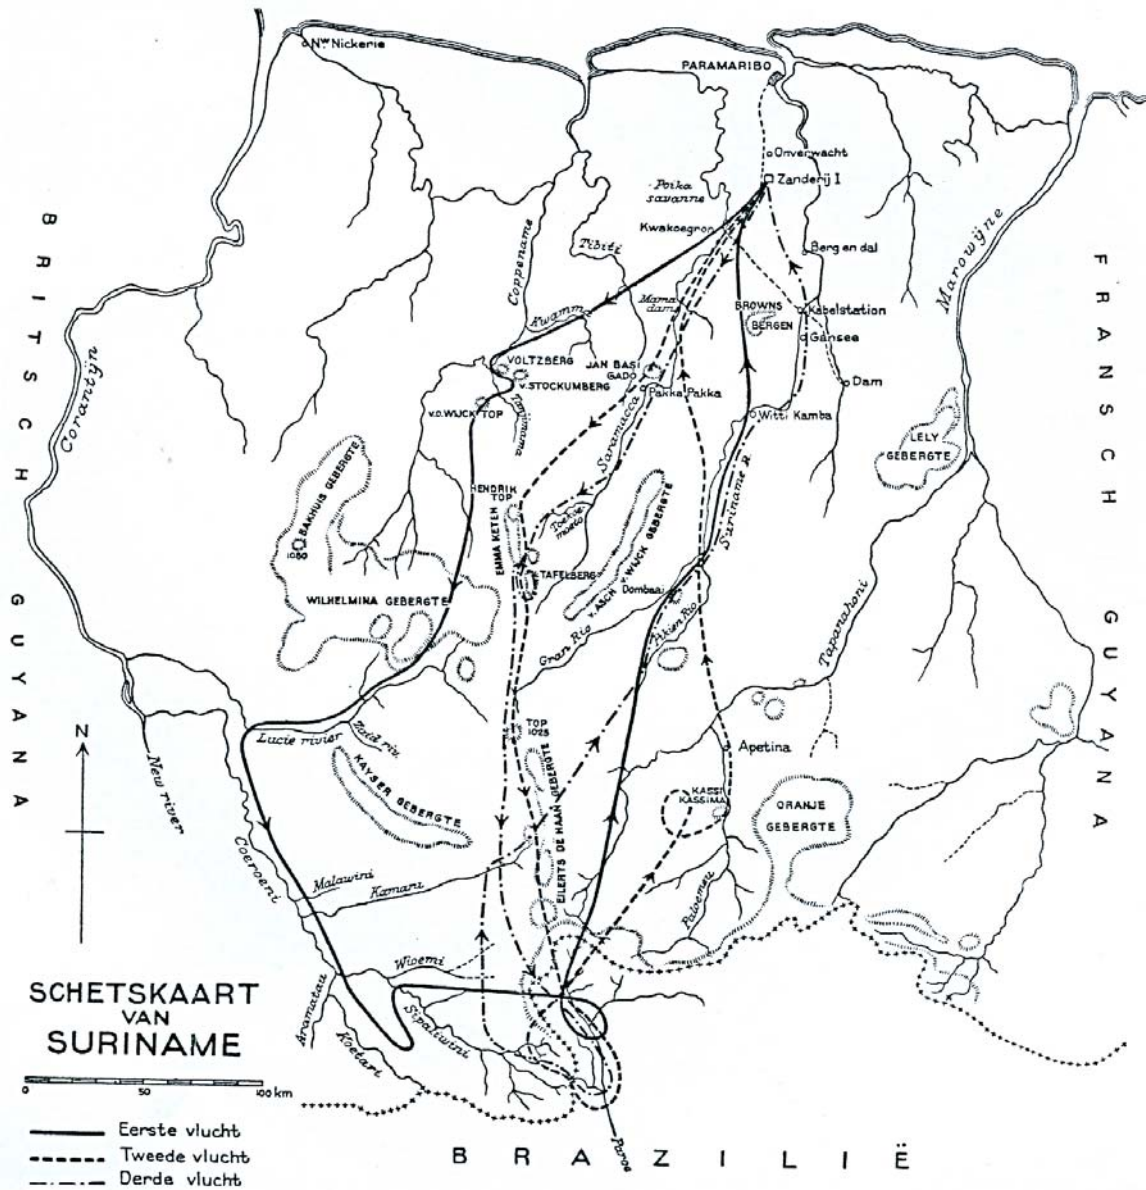 Nw Nickerie
PARAMARIBO
Onverwacht
Zanderij I
Poika
savanne
Kwakoegron
Tibiti
Coppename
Berg en dal
Marowijne
BRITSCH GUYANA
FRANSCH GUYANA
Corantijn
Kwamma
Mama
dam
BROWNS
BERGEN
Kabelstation
Gansee
VOLTZBERG
JAN BASI
GADO
v. STOCKUMBERG
Pakka Pakka
Dam
v.D. WIJCK TOP
Witti Kamba
Saramacca
LELY
GEBERGTE
BAKHUIS GEBERGTE
1080
HENDRIK
TOP
Suriname R.
EMMA KETEN
v. ASCH v. WIJCK GEBERGTE
TAFELBERG
WILHELMINA GEBERGTE
Dombaai
Gran Rio
Pikien Rio
Tapanahoni
N
New river
Lucie rivier
Zuid riv.
TOP
1025
Apetina
KAYSER GEBERGTE
EILERTS DE HAAN GEBERGTE
KASSI
KASSIMA
ORANJE
GEBERGTE
Coeroeni
Malawini
Kamani
Paloemeu
Wioemi
Aramatau
Koetari
Sipaliwini
SCHETSKAART
VAN
SURINAME
0 50 100 km
Eerste vlucht
Tweede vlucht
Derde vlucht
Paroe
BRAZILIË